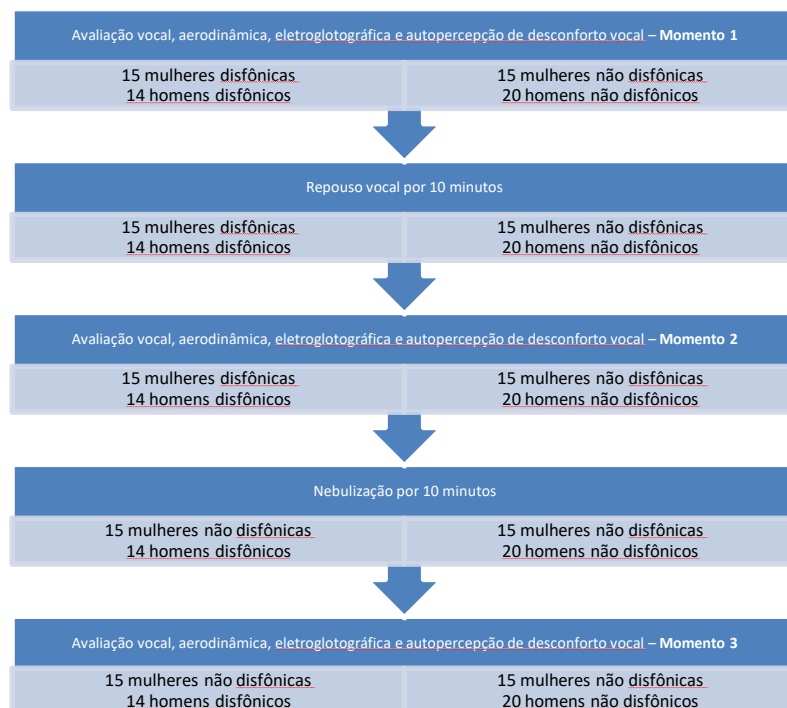 Avaliação vocal, aerodinâmica, eletroglotográfica e autopercepção de desconforto vocal – Momento 1
15 mulheres disfônicas
14 homens disfônicos
15 mulheres não disfônicas
20 homens não disfônicos
Repouso vocal por 10 minutos
15 mulheres disfônicas
14 homens disfônicos
15 mulheres não disfônicas
20 homens não disfônicos
Avaliação vocal, aerodinâmica, eletroglotográfica e autopercepção de desconforto vocal – Momento 2
15 mulheres disfônicas
14 homens disfônicos
15 mulheres não disfônicas
20 homens não disfônicos
Nebulização por 10 minutos
15 mulheres não disfônicas
14 homens disfônicos
15 mulheres não disfônicas
20 homens não disfônicos
Avaliação vocal, aerodinâmica, eletroglotográfica e autopercepção de desconforto vocal – Momento 3
15 mulheres não disfônicas
14 homens disfônicos
15 mulheres não disfônicas
20 homens não disfônicos